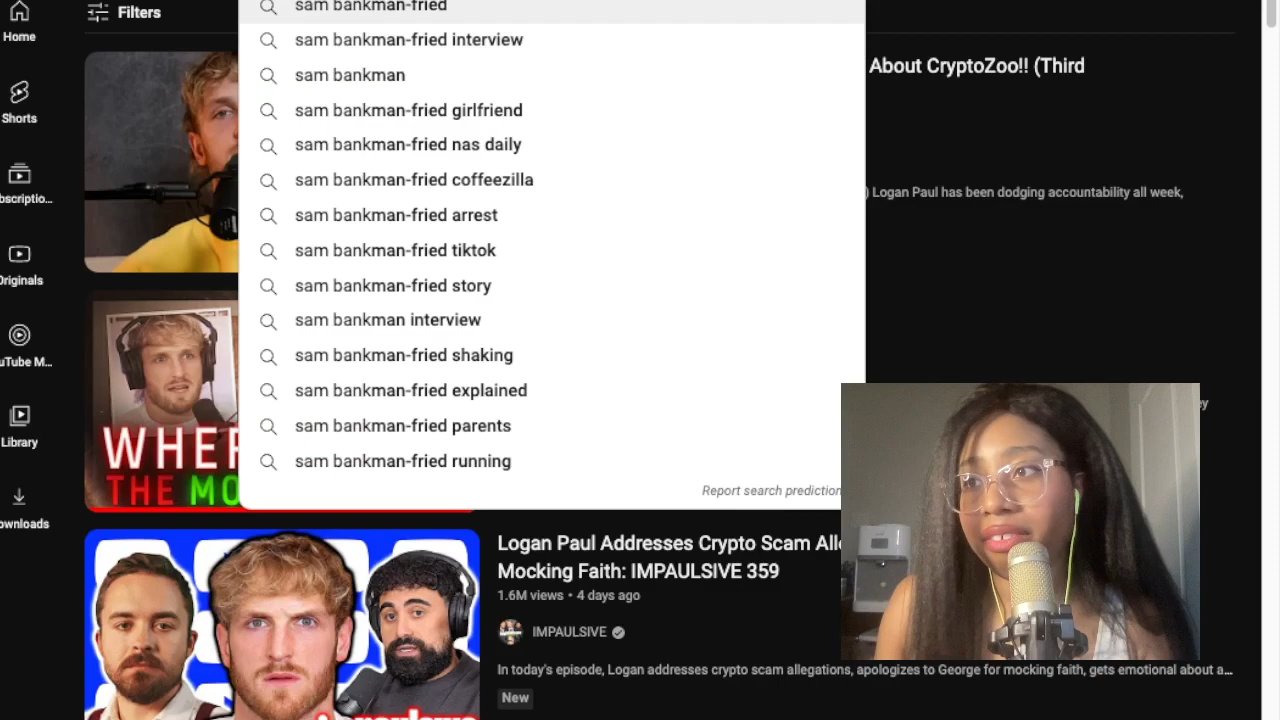 Home
Shorts
bscriptio...
Originals
uTube M...
Library
ownloads
Filters
sam bankman-fried
sam bankman-fried interview
sam bankman
sam bankman-fried girlfriend
sam bankman-fried nas daily
sam bankman-fried coffeezilla
sam bankman-fried arrest
sam bankman-fried tiktok
sam bankman-fried story
sam bankman interview
sam bankman-fried shaking
sam bankman-fried explained
sam bankman-fried parents
sam bankman-fried running
Report search prediction
About CryptoZoo!! (Third
) Logan Paul has been dodging accountability all week,
ey
WHER
THE MO
Logan Paul Addresses Crypto Scam Alle
Mocking Faith: IMPAULSIVE 359
1.6M views • 4 days ago
IMPAULSIVE
In today's episode, Logan addresses crypto scam allegations, apologizes to George for mocking faith, gets emotional about a...
New